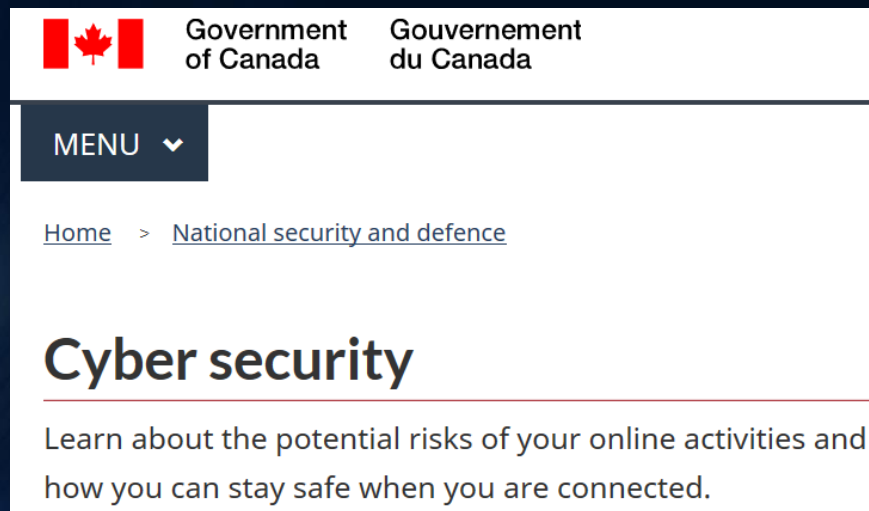 Government Gouvernement
of Canada du Canada
MENU
Home > National security and defence
Cyber security
Learn about the potential risks of your online activities and
how you can stay safe when you are connected.